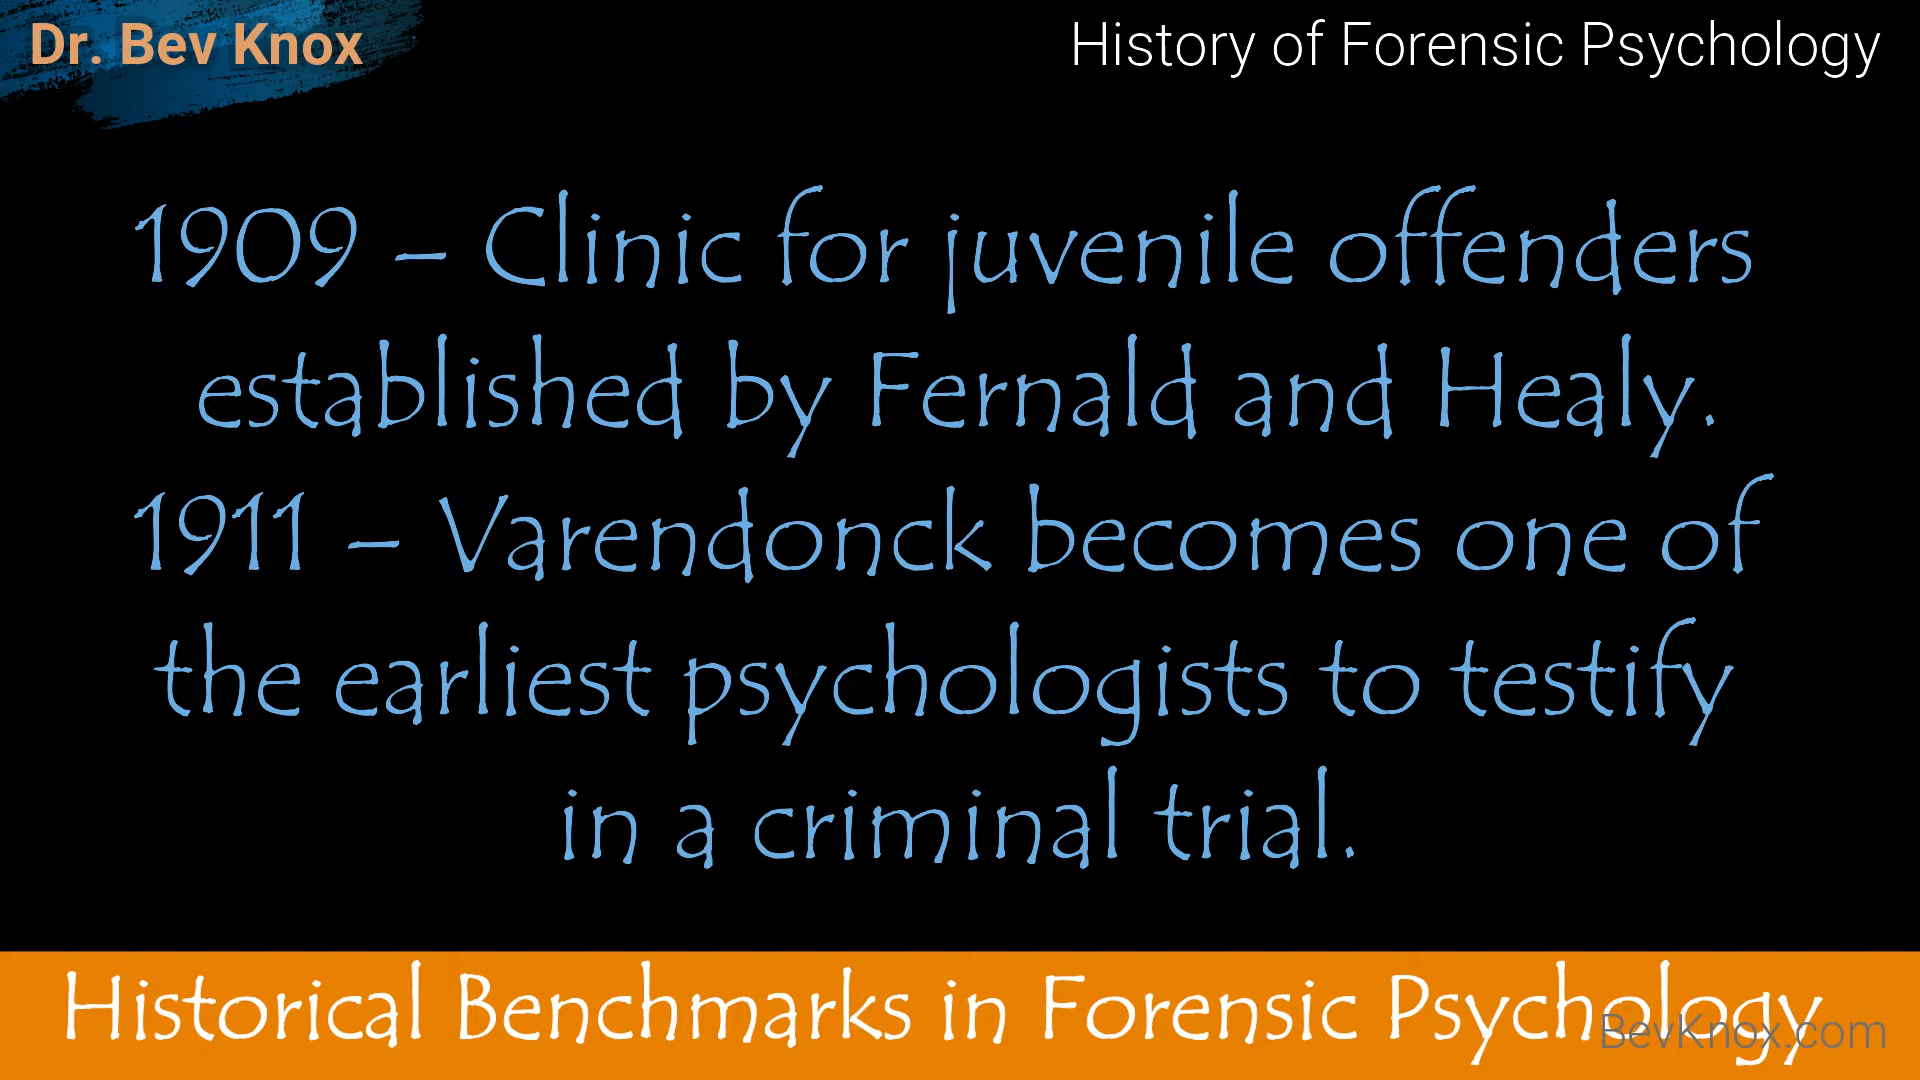 Dr. Bev Knox
History of Forensic Psychology
1909 – Clinic for juvenile offenders
established by Fernald and Healy.
1911 – Varendonck becomes one of
the earliest psychologists to testify
in a criminal trial.
Historical Benchmarks in Forensic Psychology
BevKnox.com